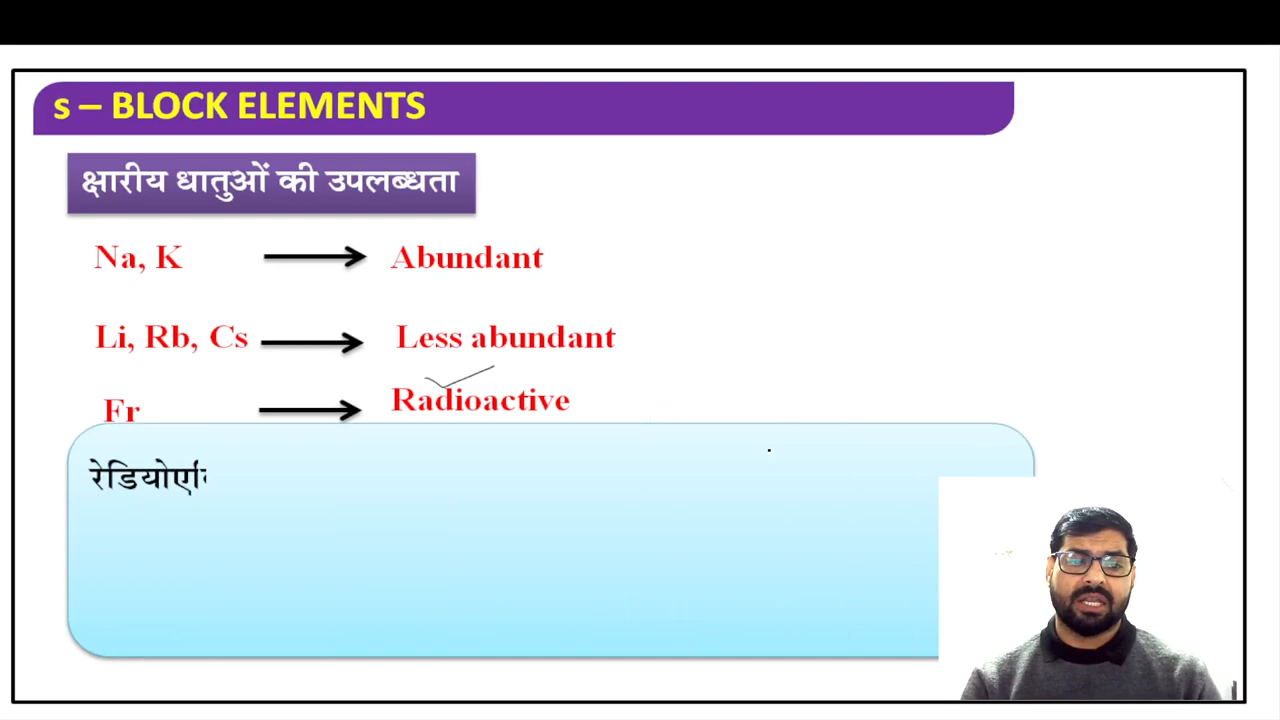 s – BLOCK ELEMENTS
क्षारीय धातुओं की उपलब्धता
Na, K Abundant
Li, Rb, Cs Less abundant
Fr Radioactive